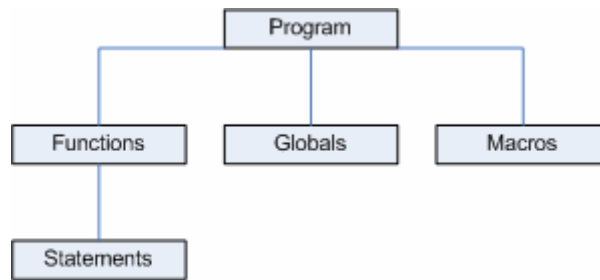 Program
Functions
Globals
Macros
Statements